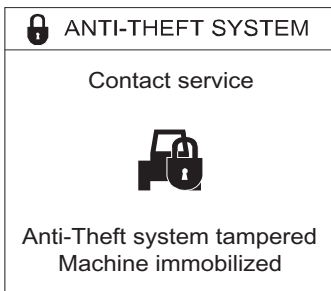 ANTI-THEFT SYSTEM
Contact service
Anti-Theft system tampered
Machine immobilized